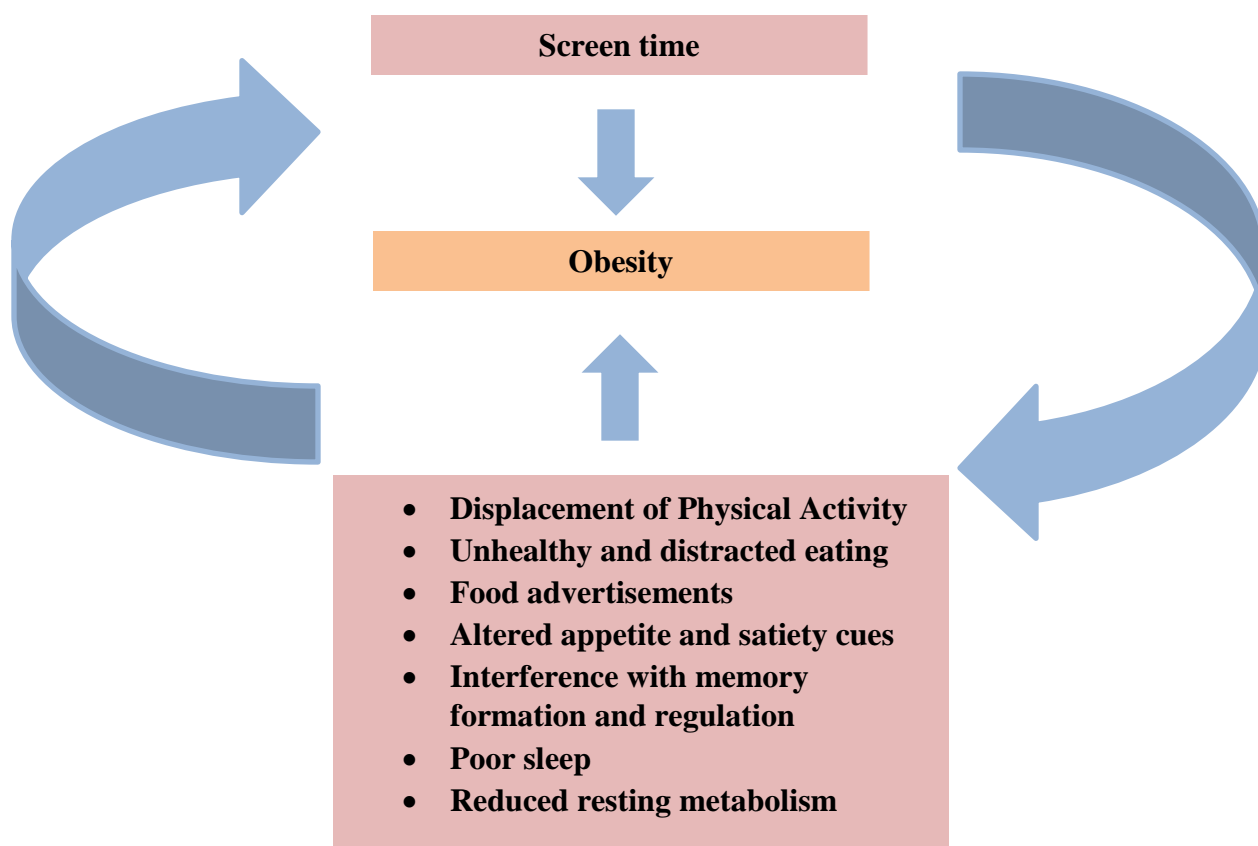 Screen time
Obesity
• Displacement of Physical Activity
• Unhealthy and distracted eating
• Food advertisements
• Altered appetite and satiety cues
• Interference with memory
formation and regulation
• Poor sleep
• Reduced resting metabolism